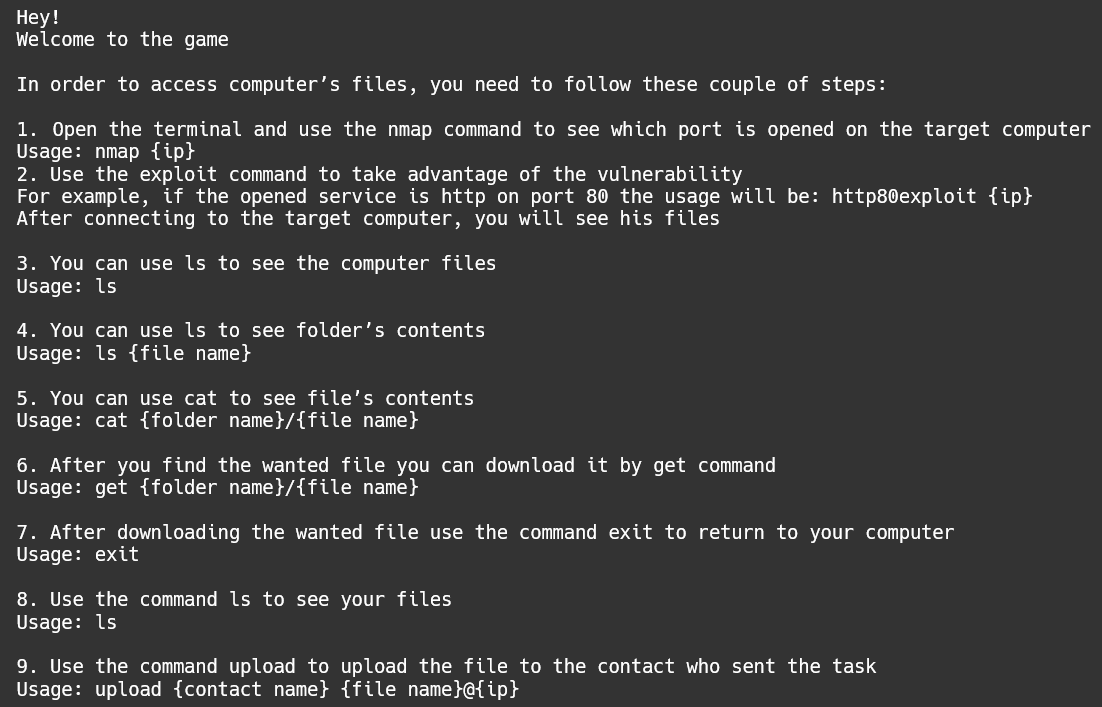 Hey!
Welcome to the game
In order to access computer’s files, you need to follow these couple of steps:
1. Open the terminal and use the nmap command to see which port is opened on the target computer
Usage: nmap {ip}
2. Use the exploit command to take advantage of the vulnerability
For example, if the opened service is http on port 80 the usage will be: http80exploit {ip}
After connecting to the target computer, you will see his files
3. You can use ls to see the computer files
Usage: ls
4. You can use ls to see folder’s contents
Usage: ls {file name}
5. You can use cat to see file’s contents
Usage: cat {folder name}/{file name}
6. After you find the wanted file you can download it by get command
Usage: get {folder name}/{file name}
7. After downloading the wanted file use the command exit to return to your computer
Usage: exit
8. Use the command ls to see your files
Usage: ls
9. Use the command upload to upload the file to the contact who sent the task
Usage: upload {contact name} {file name}@{ip}